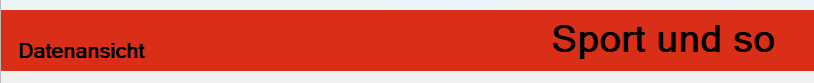 Datenansicht
Sport und so